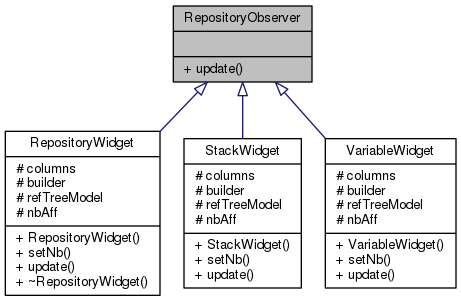 RepositoryObserver
+ update()
RepositoryWidget
# columns
# builder
# refTreeModel
# nbAff
+ RepositoryWidget()
+ setNb()
+ update()
+ ~RepositoryWidget()
StackWidget
# columns
# builder
# refTreeModel
# nbAff
+ StackWidget()
+ setNb()
+ update()
VariableWidget
# columns
# builder
# refTreeModel
# nbAff
+ VariableWidget()
+ setNb()
+ update()